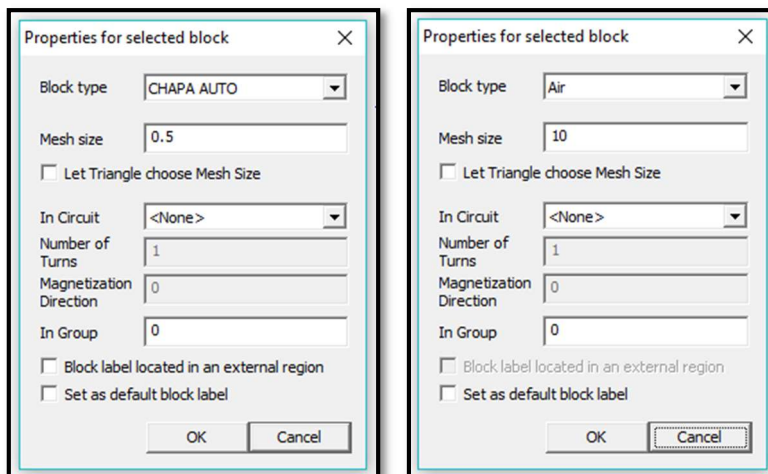 Properties for selected block
Block type
CHAPA AUTO
Mesh size
0.5
Let Triangle choose Mesh Size
In Circuit
<None>
Number of
Turns
1
Magnetization
Direction
0
In Group
0
Block label located in an external region
Set as default block label
OK
Cancel
Properties for selected block
Block type
Air
Mesh size
10
Let Triangle choose Mesh Size
In Circuit
<None>
Number of
Turns
1
Magnetization
Direction
0
In Group
0
Block label located in an external region
Set as default block label
OK
Cancel